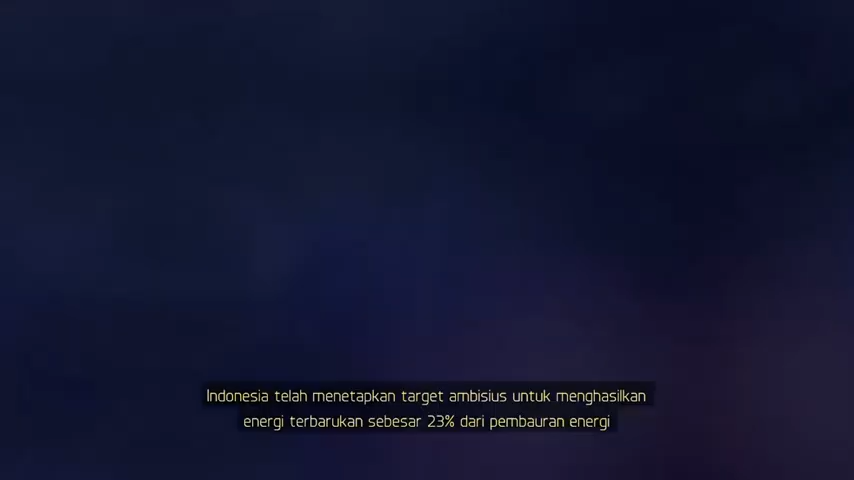 Indonesia telah menetapkan target ambisius untuk menghasilkan
energi terbarukan sebesar 23% dari pembauran energi